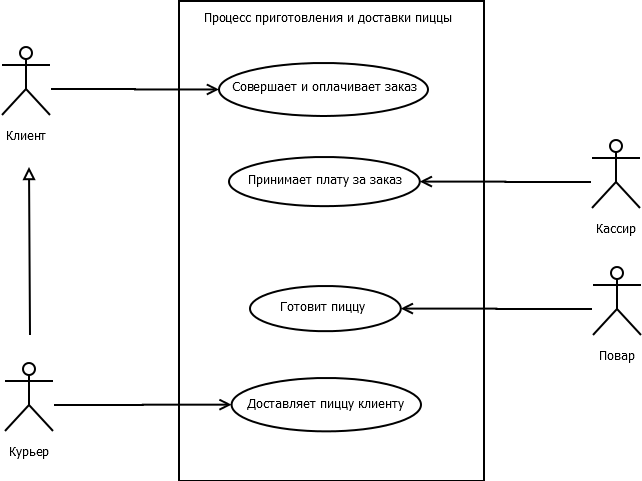 Процесс приготовления и доставки пиццы
Совершает и оплачивает заказ
Клиент
Принимает плату за заказ
Кассир
Готовит пиццу
Повар
Доставляет пиццу клиенту
Курьер